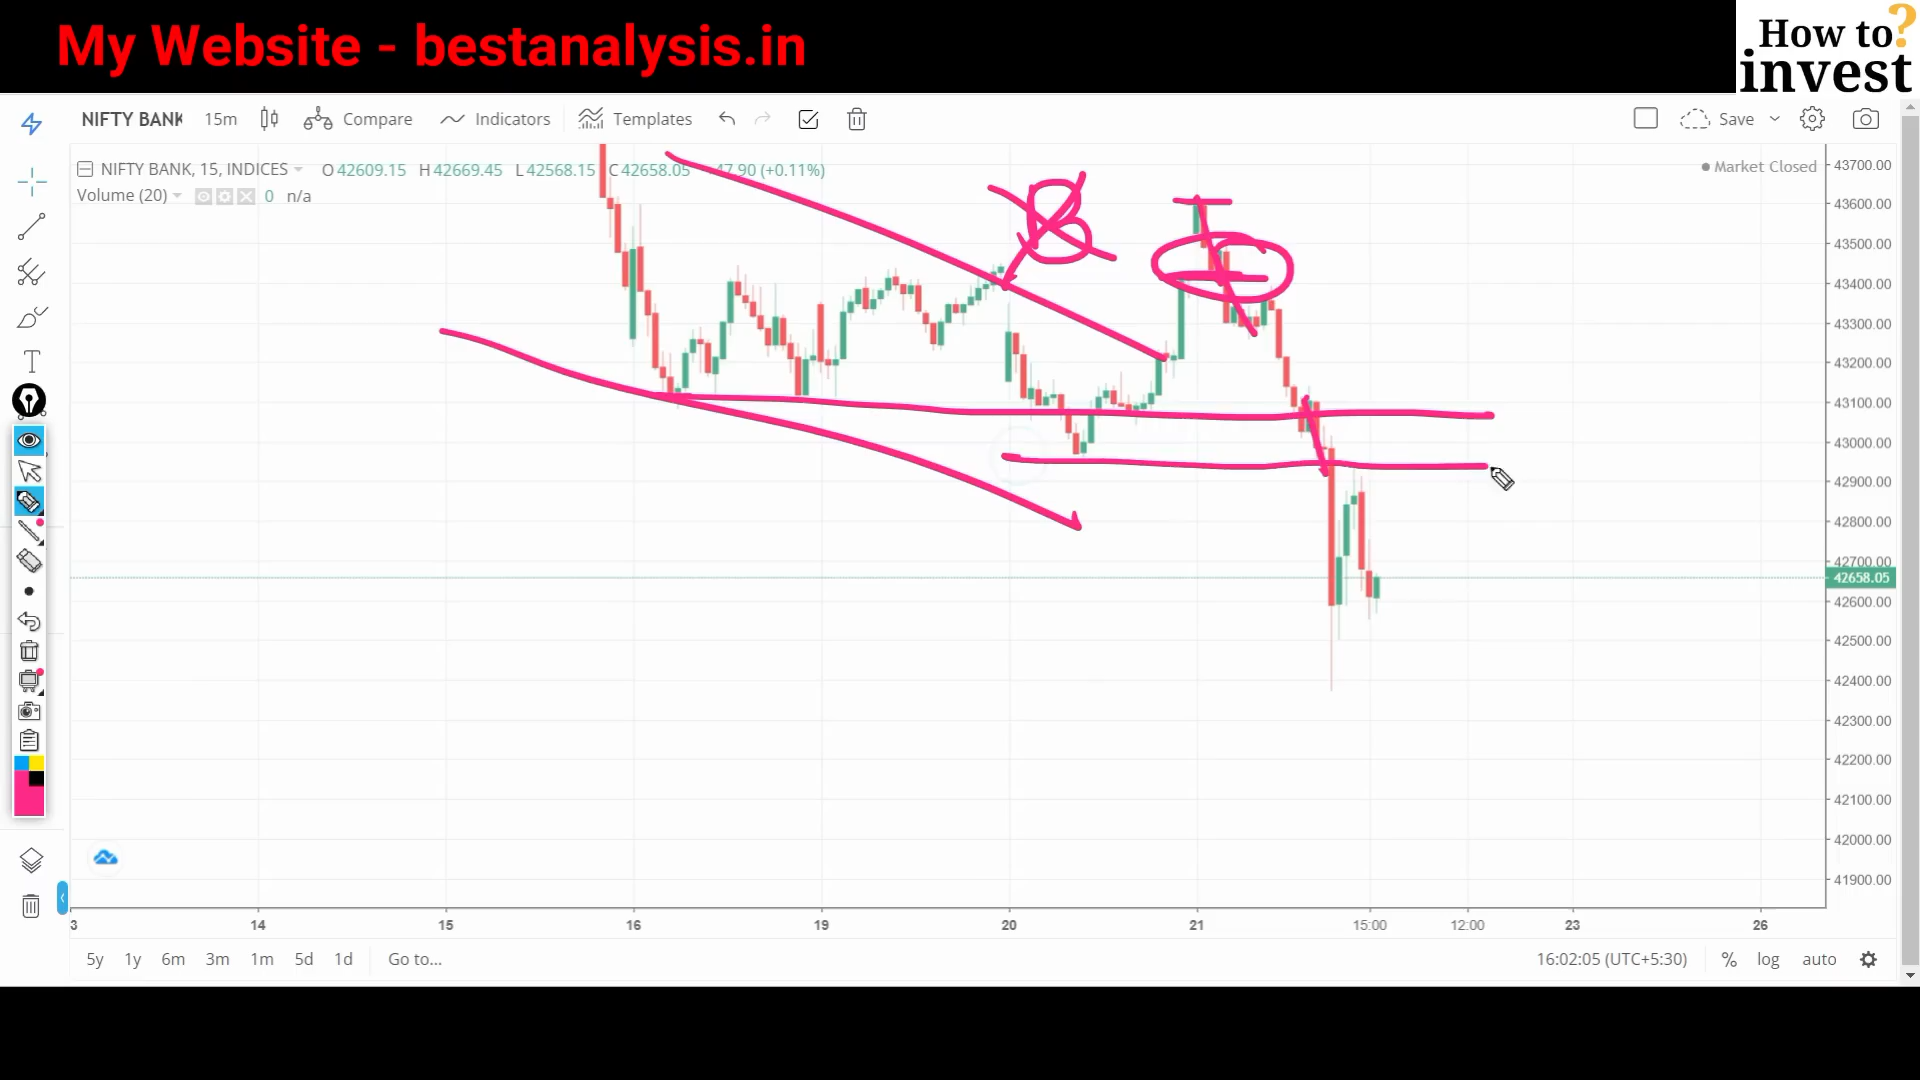 My Website - bestanalysis.in
How to?
invest
NIFTY BANK 15m Compare Indicators Templates Save
NIFTY BANK, 15, INDICES O42609.15 H42669.45 L42568.15 C42658.05 47.90 (+0.11%)
Market Closed
Volume (20) 0 n/a
B
43700.00
43600.00
43500.00
43400.00
43300.00
43200.00
43100.00
43000.00
42900.00
42800.00
42700.00
42658.05
42600.00
42500.00
42400.00
42300.00
42200.00
42100.00
42000.00
41900.00
3 14 15 16 19 20 21 15:00 12:00 23 26
5y 1y 6m 3m 1m 5d 1d Go to... 16:02:05 (UTC+5:30) % log auto